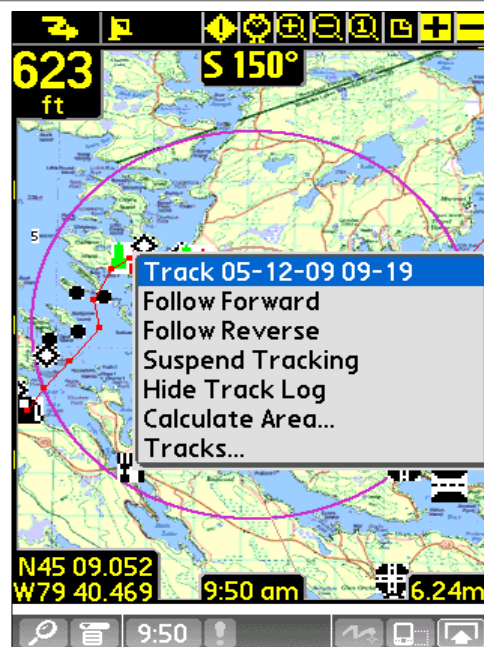 623
ft
S 150°
5
Track 05-12-09 09-19
Follow Forward
Follow Reverse
Suspend Tracking
Hide Track Log
Calculate Area...
Tracks...
N45 09.052
W79 40.469
9:50 am
6.24m
9:50